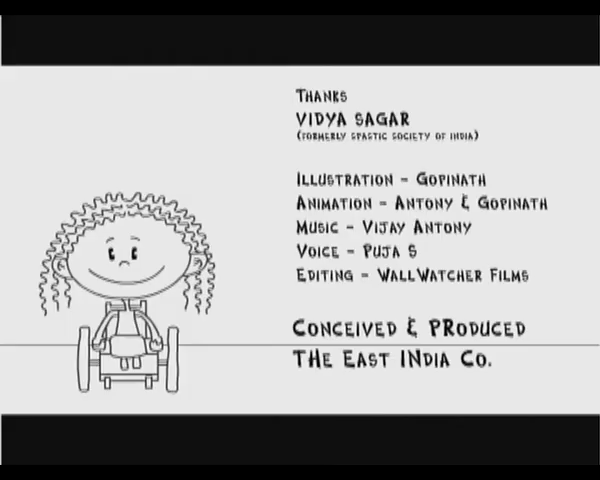 THANKS
VIDYA SAGAR
(FORMERLY SPASTIC SOCIETY OF INDIA)
ILLUSTRATION - GOPINATH
ANIMATION - ANTONY & GOPINATH
MUSIC - VIJAY ANTONY
VOICE - PUJA S
EDITING - WALLWATCHER FILMS
CONCEIVED & PRODUCED
THE EAST INDIA CO.